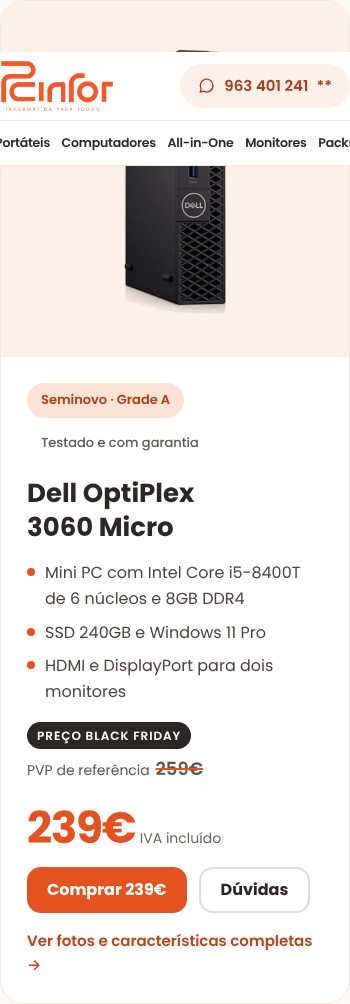 PCinfor
INFORMÁTICA PARA TODOS
963 401 241 **
Portáteis Computadores All-in-One Monitores Packs
DELL
Seminovo · Grade A
Testado e com garantia
Dell OptiPlex
3060 Micro
Mini PC com Intel Core i5-8400T
de 6 núcleos e 8GB DDR4
SSD 240GB e Windows 11 Pro
HDMI e DisplayPort para dois
monitores
PREÇO BLACK FRIDAY
PVP de referência 259€
239€ IVA incluído
Comprar 239€
Dúvidas
Ver fotos e características completas
→